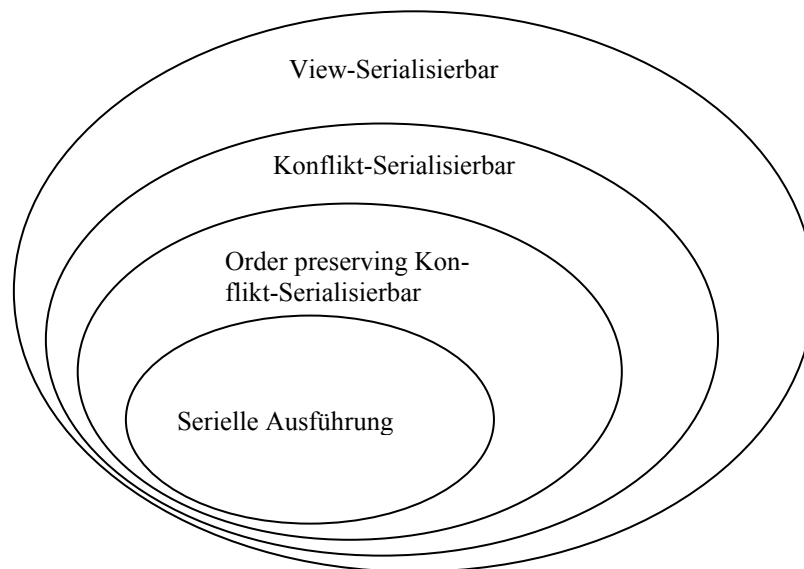 View-Serialisierbar
Konflikt-Serialisierbar
Order preserving Kon-
flikt-Serialisierbar
Serielle Ausführung